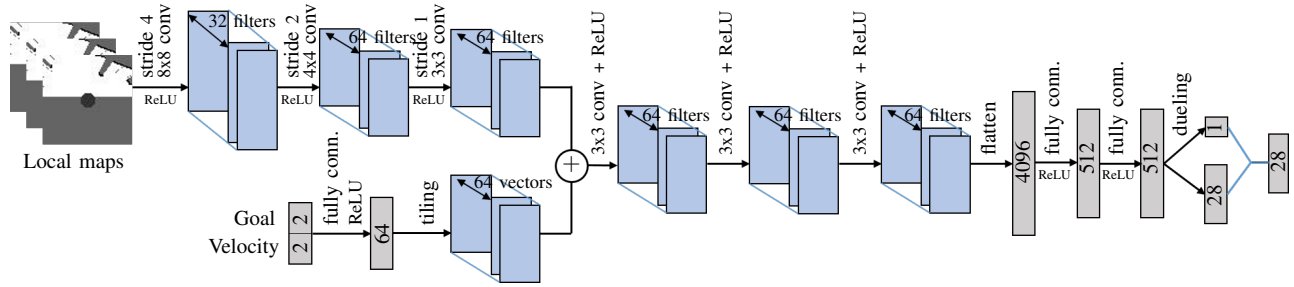 stride 4
8x8 conv
ReLU
32 filters
stride 2
4x4 conv
ReLU
64 filters
stride 1
3x3 conv
ReLU
64 filters
Local maps
Goal
Velocity
2
2
fully conn.
ReLU
64
tiling
64 vectors
+
3x3 conv + ReLU
64 filters
3x3 conv + ReLU
64 filters
3x3 conv + ReLU
64 filters
flatten
4096
fully conn.
ReLU
512
fully conn.
ReLU
512
dueling
1
28
28